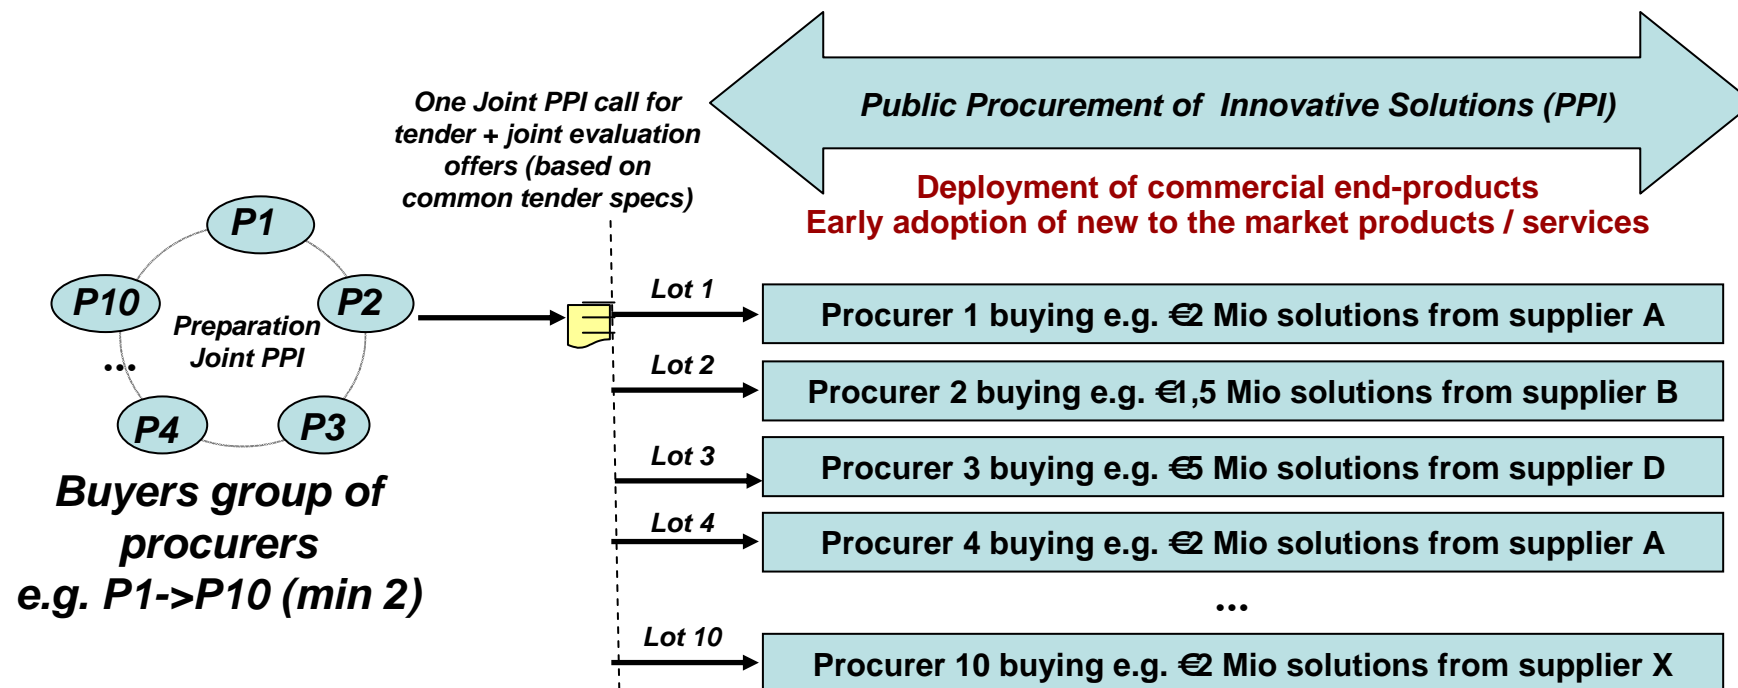 One Joint PPI call for
tender + joint evaluation
offers (based on
common tender specs)
Public Procurement of Innovative Solutions (PPI)
Deployment of commercial end-products
Early adoption of new to the market products / services
P1
P10
P2
Preparation
Joint PPI
...
P4
P3
Buyers group of
procurers
e.g. P1->P10 (min 2)
Lot 1
Procurer 1 buying e.g. €2 Mio solutions from supplier A
Lot 2
Procurer 2 buying e.g. €1,5 Mio solutions from supplier B
Lot 3
Procurer 3 buying e.g. €5 Mio solutions from supplier D
Lot 4
Procurer 4 buying e.g. €2 Mio solutions from supplier A
...
Lot 10
Procurer 10 buying e.g. €2 Mio solutions from supplier X